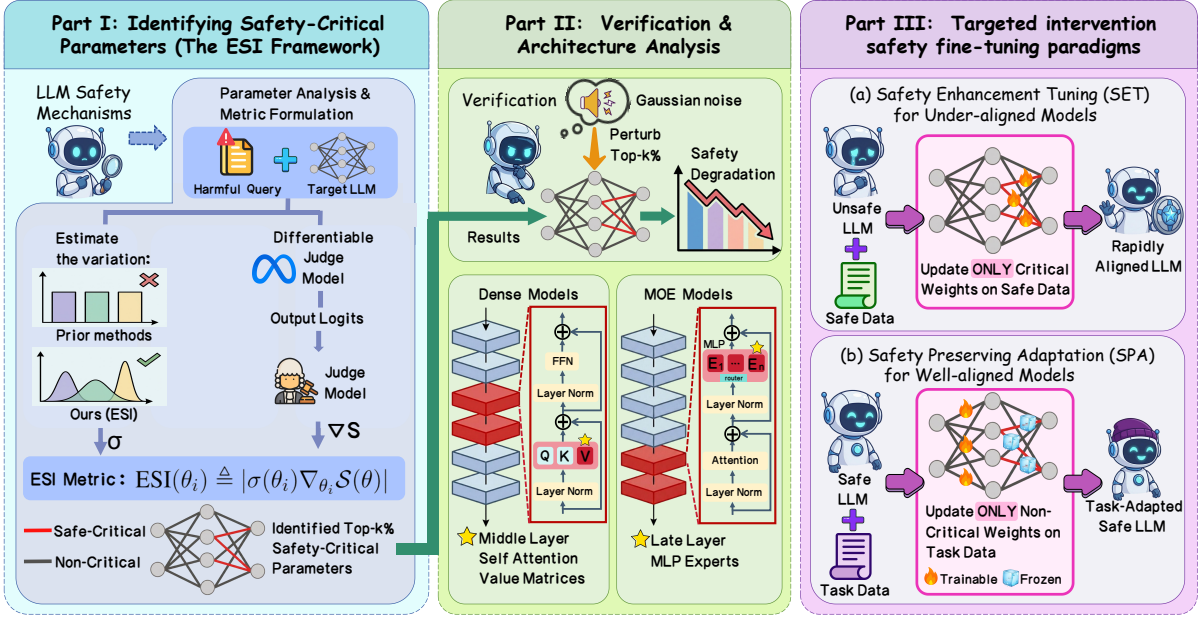 Part I: Identifying Safety-Critical
Parameters (The ESI Framework)
LLM Safety
Mechanisms
Parameter Analysis &
Metric Formulation
Harmful Query
Target LLM
Estimate
the variation:
Prior methods
Ours (ESI)
σ
Differentiable
Judge
Model
Output Logits
Judge
Model
∇S
ESI Metric: ESI(θᵢ) ≜ |σ(θᵢ)∇θᵢS(θ)|
Safe-Critical
Non-Critical
Identified Top-k%
Safety-Critical
Parameters
Part II: Verification &
Architecture Analysis
Verification
Gaussian noise
Perturb
Top-k%
Safety
Degradation
Results
Dense Models
FFN
Layer Norm
Q K V
Layer Norm
Middle Layer
Self Attention
Value Matrices
MOE Models
MLP
E₁ ... Eₙ
router
Layer Norm
Attention
Layer Norm
Late Layer
MLP Experts
Part III: Targeted intervention
safety fine-tuning paradigms
(a) Safety Enhancement Tuning (SET)
for Under-aligned Models
Unsafe
LLM
Safe Data
Update ONLY Critical
Weights on Safe Data
Rapidly
Aligned LLM
(b) Safety Preserving Adaptation (SPA)
for Well-aligned Models
Safe
LLM
Task Data
Update ONLY Non-
Critical Weights on
Task Data
Trainable Frozen
Task-Adapted
Safe LLM